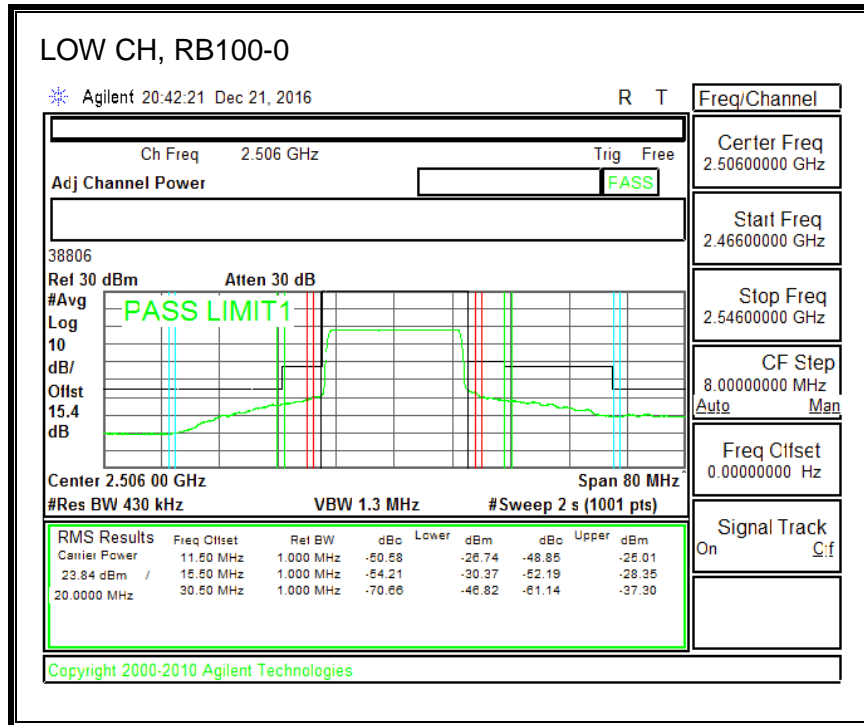 LOW CH, RB100-0
Agilent 20:42:21 Dec 21, 2016 R T
Freq/Channel
Ch Freq 2.506 GHz Trig Free
Adj Channel Power
FASS
Center Freq
2.50600000 GHz
Start Freq
2.46600000 GHz
Stop Freq
2.54600000 GHz
CF Step
8.00000000 MHz
Auto Man
Freq Offset
0.00000000 Hz
Signal Track
On Off
38806
Ref 30 dBm Atten 30 dB
#Avg
Log
10
dB/
Offst
15.4
dB
PASS LIMIT1
Center 2.506 00 GHz Span 80 MHz
#Res BW 430 kHz VBW 1.3 MHz #Sweep 2 s (1001 pts)
RMS Results Freq Offset Ref BW dBc Lower dBm dBc Upper dBm
Carrier Power 11.50 MHz 1.000 MHz -50.58 -26.74 -48.85 -25.01
23.84 dBm / 15.50 MHz 1.000 MHz -54.21 -30.37 -52.19 -28.35
20.0000 MHz 30.50 MHz 1.000 MHz -70.66 -46.82 -61.14 -37.30
Copyright 2000-2010 Agilent Technologies